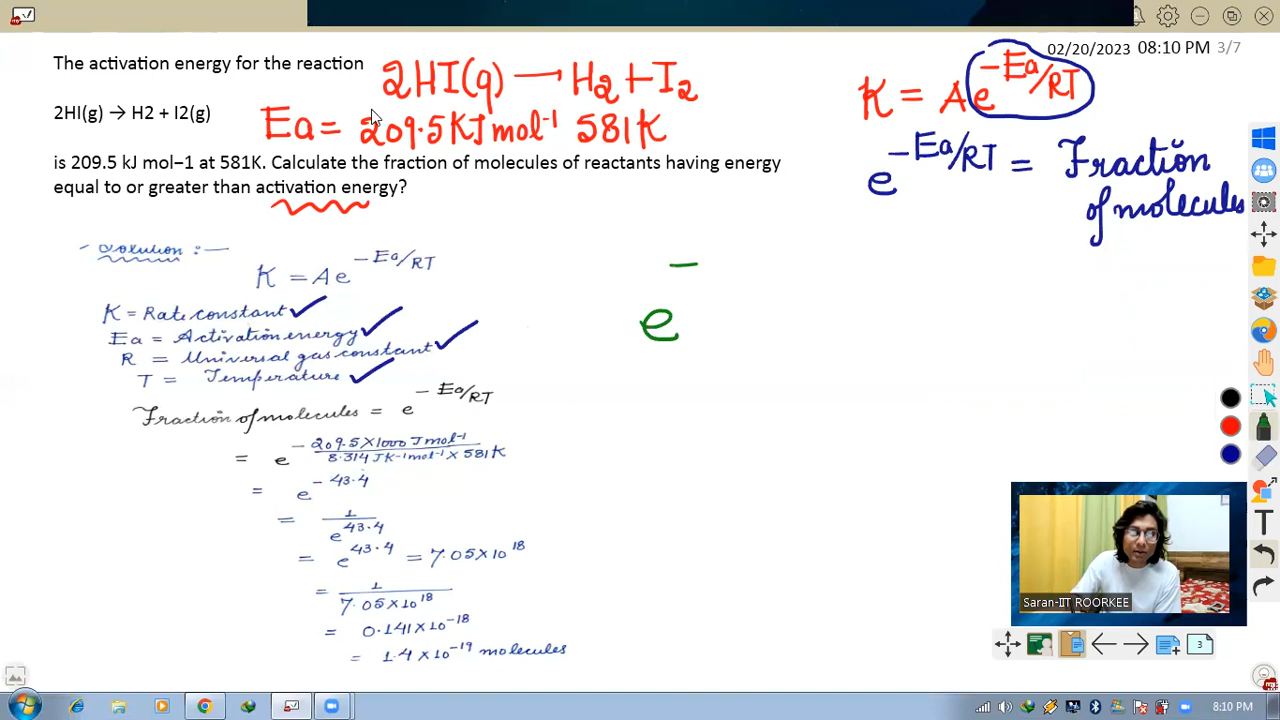 02/20/2023 08:10 PM 3/7
The activation energy for the reaction
2HI(g) → H2 + I2(g)
is 209.5 kJ mol−1 at 581K. Calculate the fraction of molecules of reactants having energy
equal to or greater than activation energy?
2HI(g) → H₂ + I₂
Ea = 209.5KJmol⁻¹ 581K
K = Ae^-Ea/RT
e^-Ea/RT = Fraction
of molecules
- Solution :—
K = Ae^-Ea/RT
K = Rate constant ✓
Ea = Activation energy ✓
R = Universal gas constant ✓
T = Temperature ✓
Fraction of molecules = e^-Ea/RT
= e^-209.5×1000 Jmol⁻¹/8.314 JK⁻¹mol⁻¹ × 581K
= e^-43.4
= 1/e^43.4
= e^43.4 = 7.05×10^18
= 1/7.05×10^18
= 0.141×10^-18
= 1.4×10^-19 molecules
e^-
Saran-IIT ROORKEE
T
3
8:10 PM